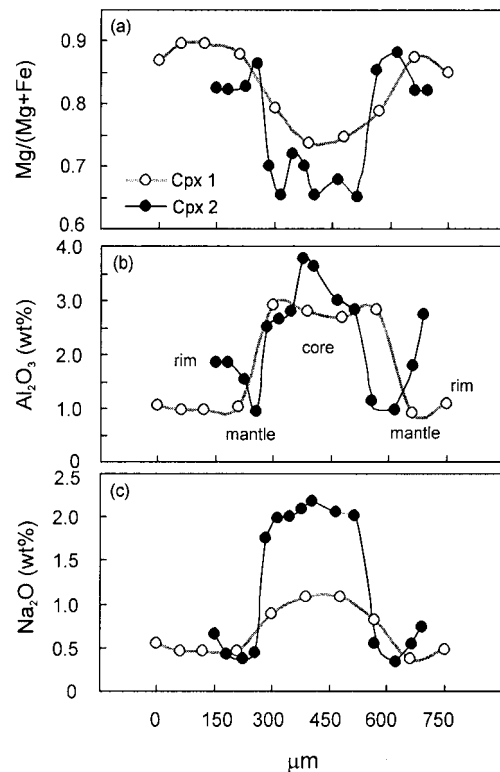 (a)
Mg/(Mg+Fe)
0.9
0.8
0.7
0.6
Cpx 1
Cpx 2
(b)
Al₂O₃ (wt%)
4.0
3.0
2.0
1.0
0
rim
core
rim
mantle
mantle
(c)
Na₂O (wt%)
2.5
2.0
1.0
0.5
0
0 150 300 450 600 750
μm